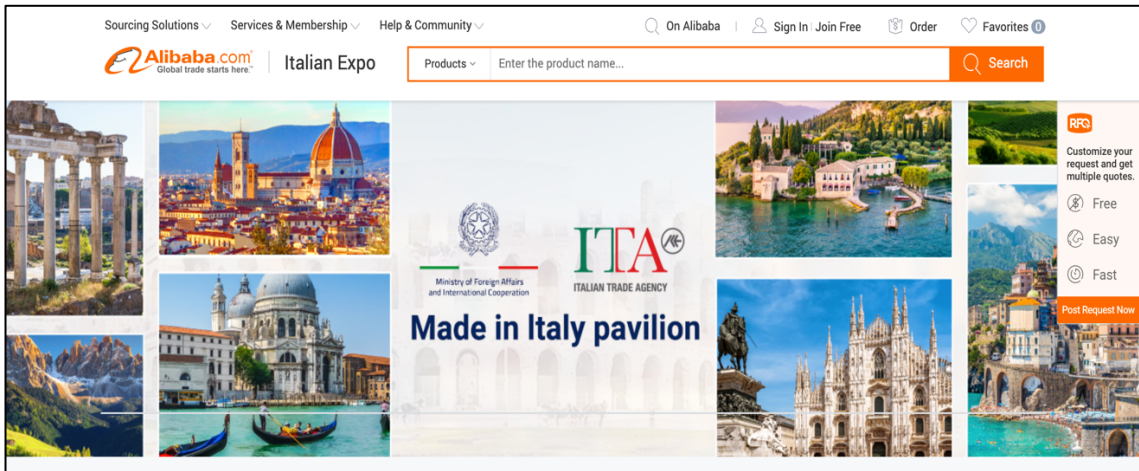 Sourcing Solutions Services & Membership Help & Community On Alibaba Sign In Join Free Order Favorites 0
Alibaba.com
Global trade starts here.™
Italian Expo
Products Enter the product name... Search
RFQ
Customize your
request and get
multiple quotes.
Free
Easy
Fast
Post Request Now
Ministry of Foreign Affairs
and International Cooperation
ITA
ITALIAN TRADE AGENCY
Made in Italy pavilion